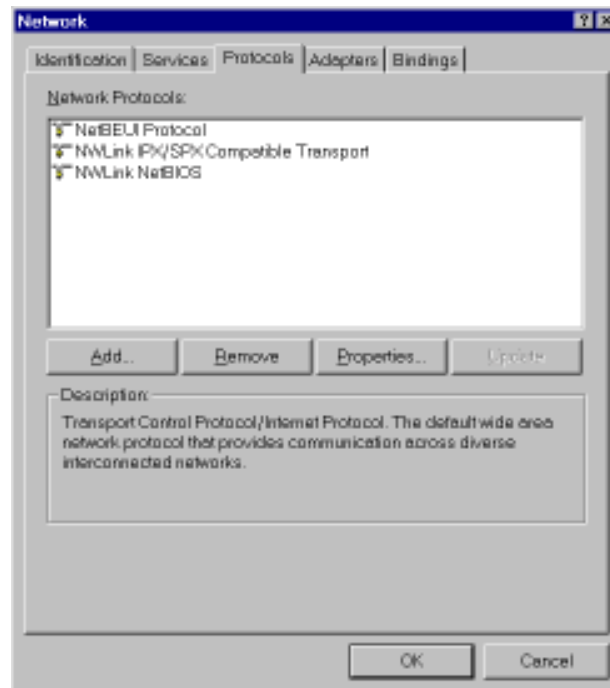 Network
Identification Services Protocols Adapters Bindings
Network Protocols:
NetBEUI Protocol
NWLink IPX/SPX Compatible Transport
NWLink NetBIOS
Add... Remove Properties... Update
Description:
Transport Control Protocol/Internet Protocol. The default wide area
network protocol that provides communication across diverse
interconnected networks.
OK Cancel